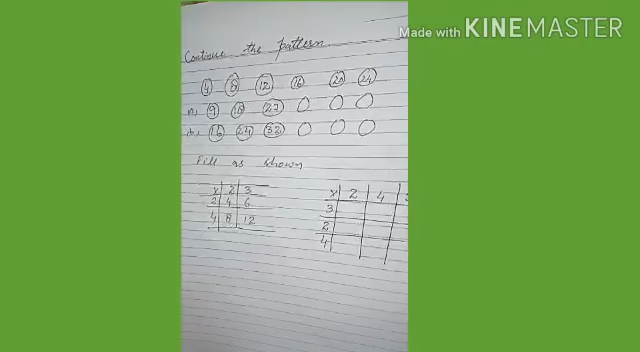 Made with KINEMASTER
Continue the pattern
4 8 12 16 20 24
a, 9 18 27
b, 16 24 32
Fill as shown
x 2 3
2 4 6
4 8 12
x 2 4
3
2
4